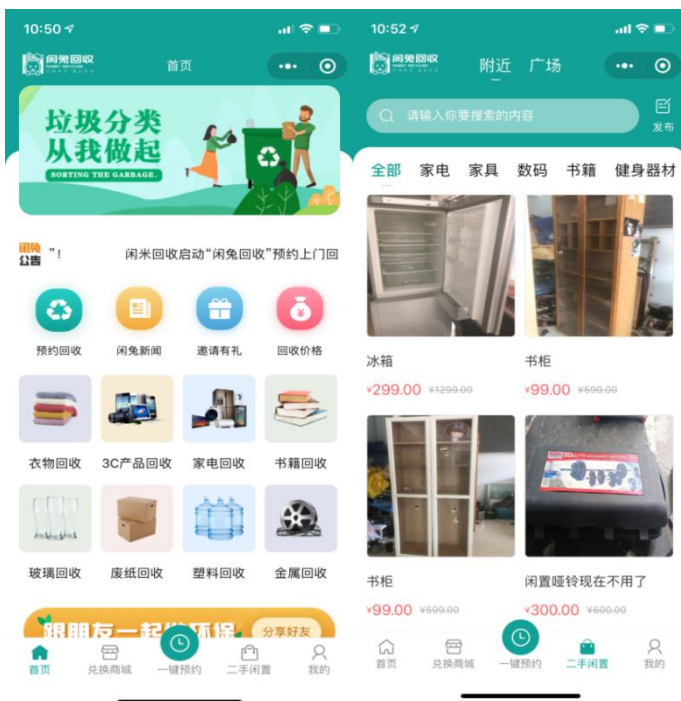 10:50
闲兔回收
首页
垃圾分类
从我做起
SORTING THE GARBAGE.
闲兔
公告
"!
闲米回收启动“闲兔回收”预约上门回
预约回收
闲兔新闻
邀请有礼
回收价格
衣物回收
3C产品回收
家电回收
书籍回收
玻璃回收
废纸回收
塑料回收
金属回收
跟朋友一起做环保
分享好友
首页
兑换商城
一键预约
二手闲置
我的
10:52
闲兔回收
附近
广场
请输入你要搜索的内容
发布
全部
家电
家具
数码
书籍
健身器材
冰箱
¥299.00 ¥1299.00
书柜
¥99.00 ¥599.00
书柜
¥99.00 ¥599.00
闲置哑铃现在不用了
¥300.00 ¥600.00
首页
兑换商城
一键预约
二手闲置
我的